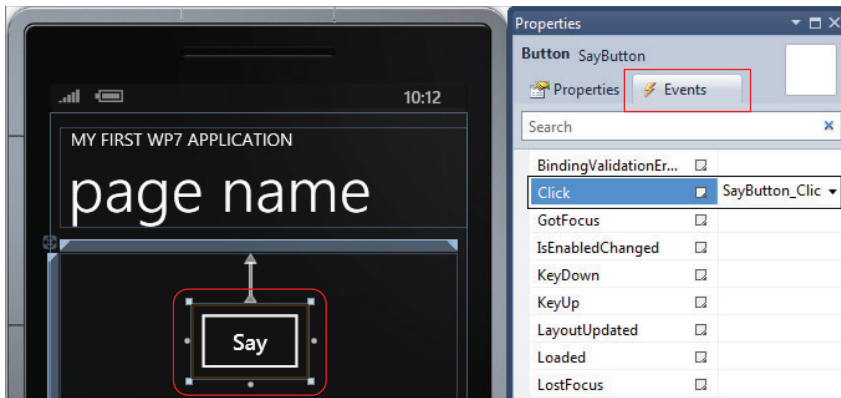 10:12
MY FIRST WP7 APPLICATION
page name
Say
Properties
Button SayButton
Properties Events
Search
BindingValidationEr...
Click SayButton_Clic
GotFocus
IsEnabledChanged
KeyDown
KeyUp
LayoutUpdated
Loaded
LostFocus